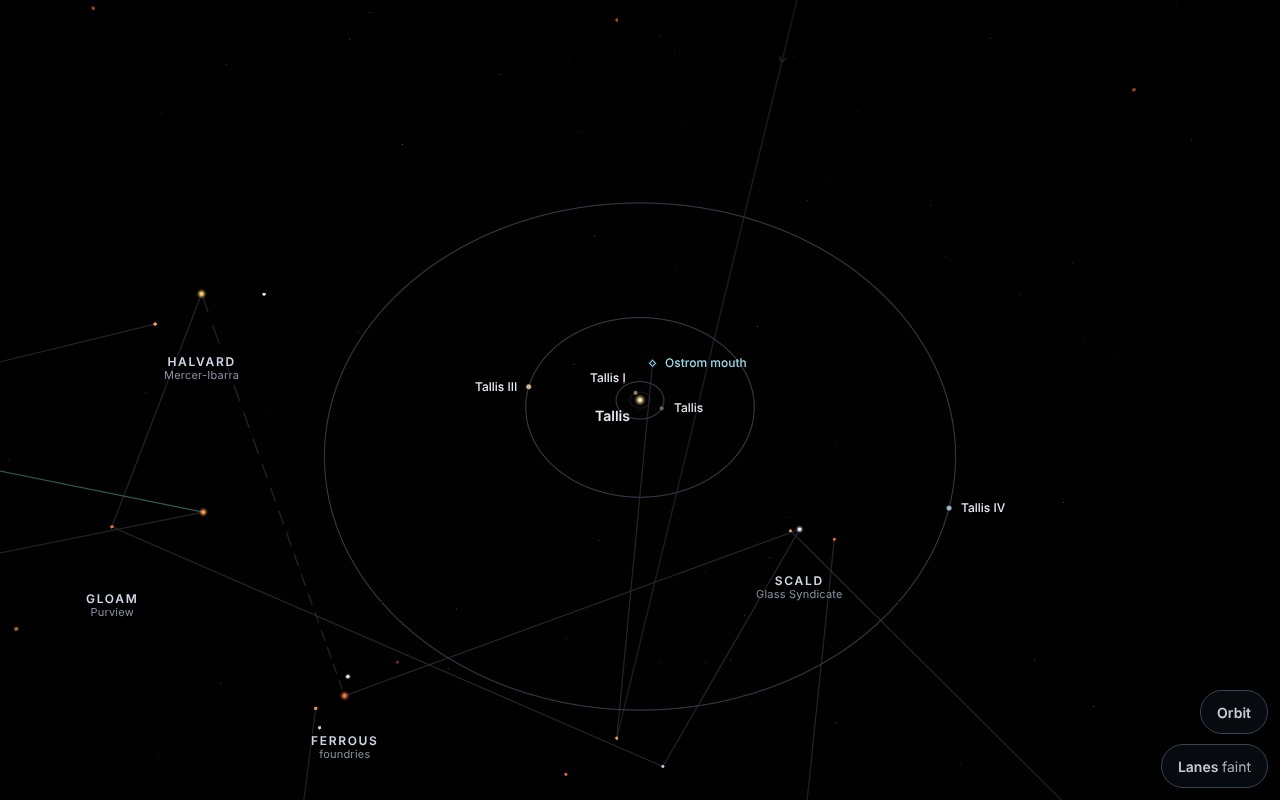 HALVARD
Mercer-Ibarra
Ostrom mouth
Tallis I
Tallis III
Tallis
Tallis
Tallis IV
SCALD
Glass Syndicate
GLOAM
Purview
FERROUS
foundries
Orbit
Lanes faint